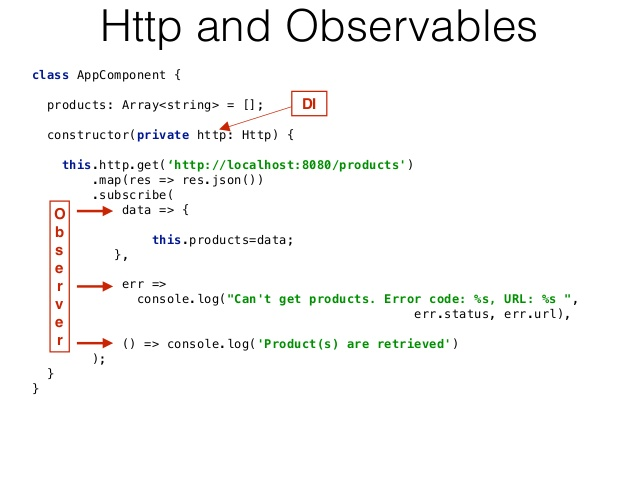 Http and Observables
class AppComponent {
products: Array<string> = [];
DI
constructor(private http: Http) {
this.http.get(‘http://localhost:8080/products')
.map(res => res.json())
.subscribe(
Observer
data => {
this.products=data;
},
err =>
console.log("Can't get products. Error code: %s, URL: %s ",
err.status, err.url),
() => console.log('Product(s) are retrieved')
);
}
}